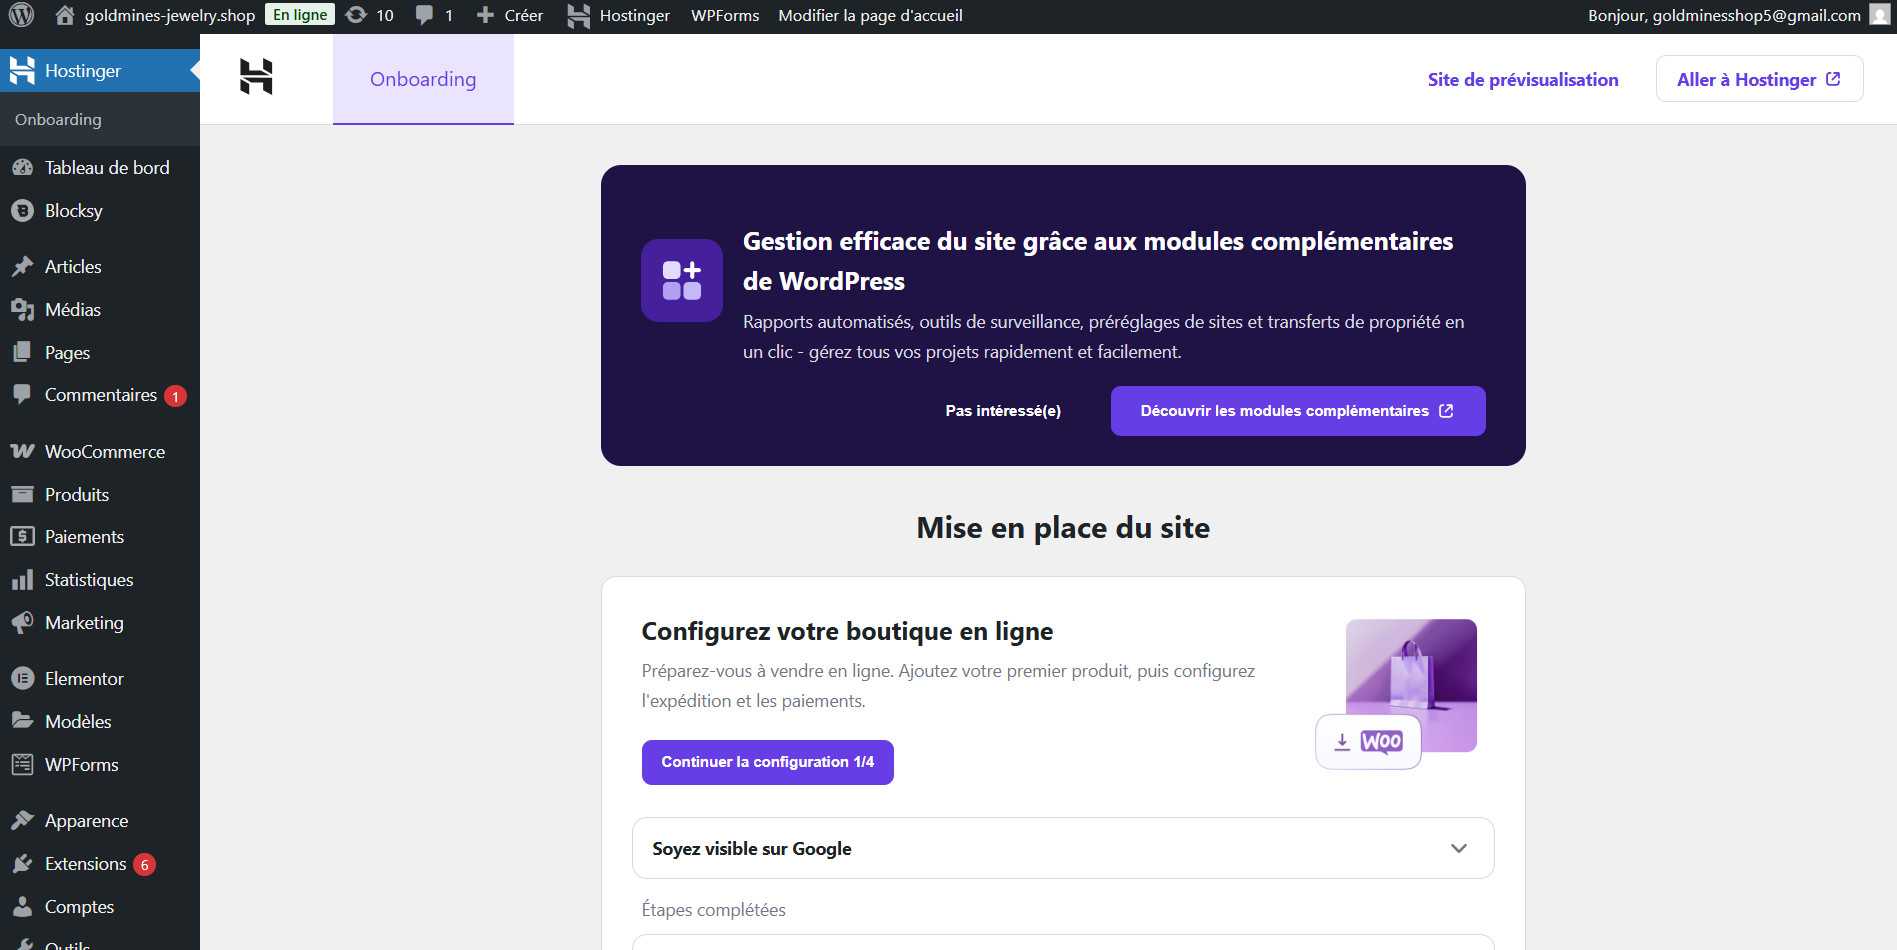 goldmines-jewelry.shop En ligne 10 1 Créer Hostinger WPForms Modifier la page d'accueil Bonjour, goldminesshop5@gmail.com
Hostinger
Onboarding
Tableau de bord
Blocksy
Articles
Médias
Pages
Commentaires 1
WooCommerce
Produits
Paiements
Statistiques
Marketing
Elementor
Modèles
WPForms
Apparence
Extensions 6
Comptes
Outils
Onboarding
Site de prévisualisation
Aller à Hostinger
Gestion efficace du site grâce aux modules complémentaires
de WordPress
Rapports automatisés, outils de surveillance, préréglages de sites et transferts de propriété en
un clic - gérez tous vos projets rapidement et facilement.
Pas intéressé(e)
Découvrir les modules complémentaires
Mise en place du site
Configurez votre boutique en ligne
Préparez-vous à vendre en ligne. Ajoutez votre premier produit, puis configurez
l'expédition et les paiements.
WOO
Continuer la configuration 1/4
Soyez visible sur Google
Étapes complétées